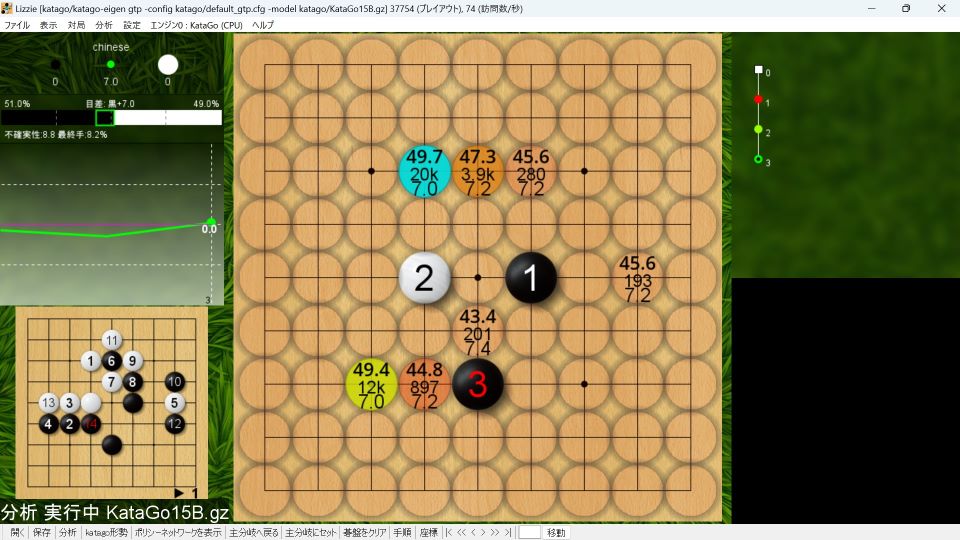 Lizzie [katago/katago-eigen gtp -config katago/default_gtp.cfg -model katago/KataGo15B.gz] 37754 (プレイアウト), 74 (訪問数/秒)
ファイル 表示 対局 分析 設定 エンジン0 : KataGo (CPU) ヘルプ
chinese
0 7.0 0
51.0% 目差: 黒+7.0 49.0%
不確実性:8.8 最終手:8.2%
0.0
3
0
1
2
3
49.7 47.3 45.6
20k 3.9k 280
7.0 7.2 7.2
2 1
45.6
193
7.2
43.4
201
7.4
49.4 44.8
12k 897
7.0 7.2
3
11
1 6 9
7 8 10
13 3 5
4 2 14 12
▶ 1
分析 実行中 KataGo15B.gz
開く 保存 分析 katago形勢 ポリシーネットワークを表示 主分岐へ戻る 主分岐にセット 碁盤をクリア 手順 座標 |< << < > >> >| 移動